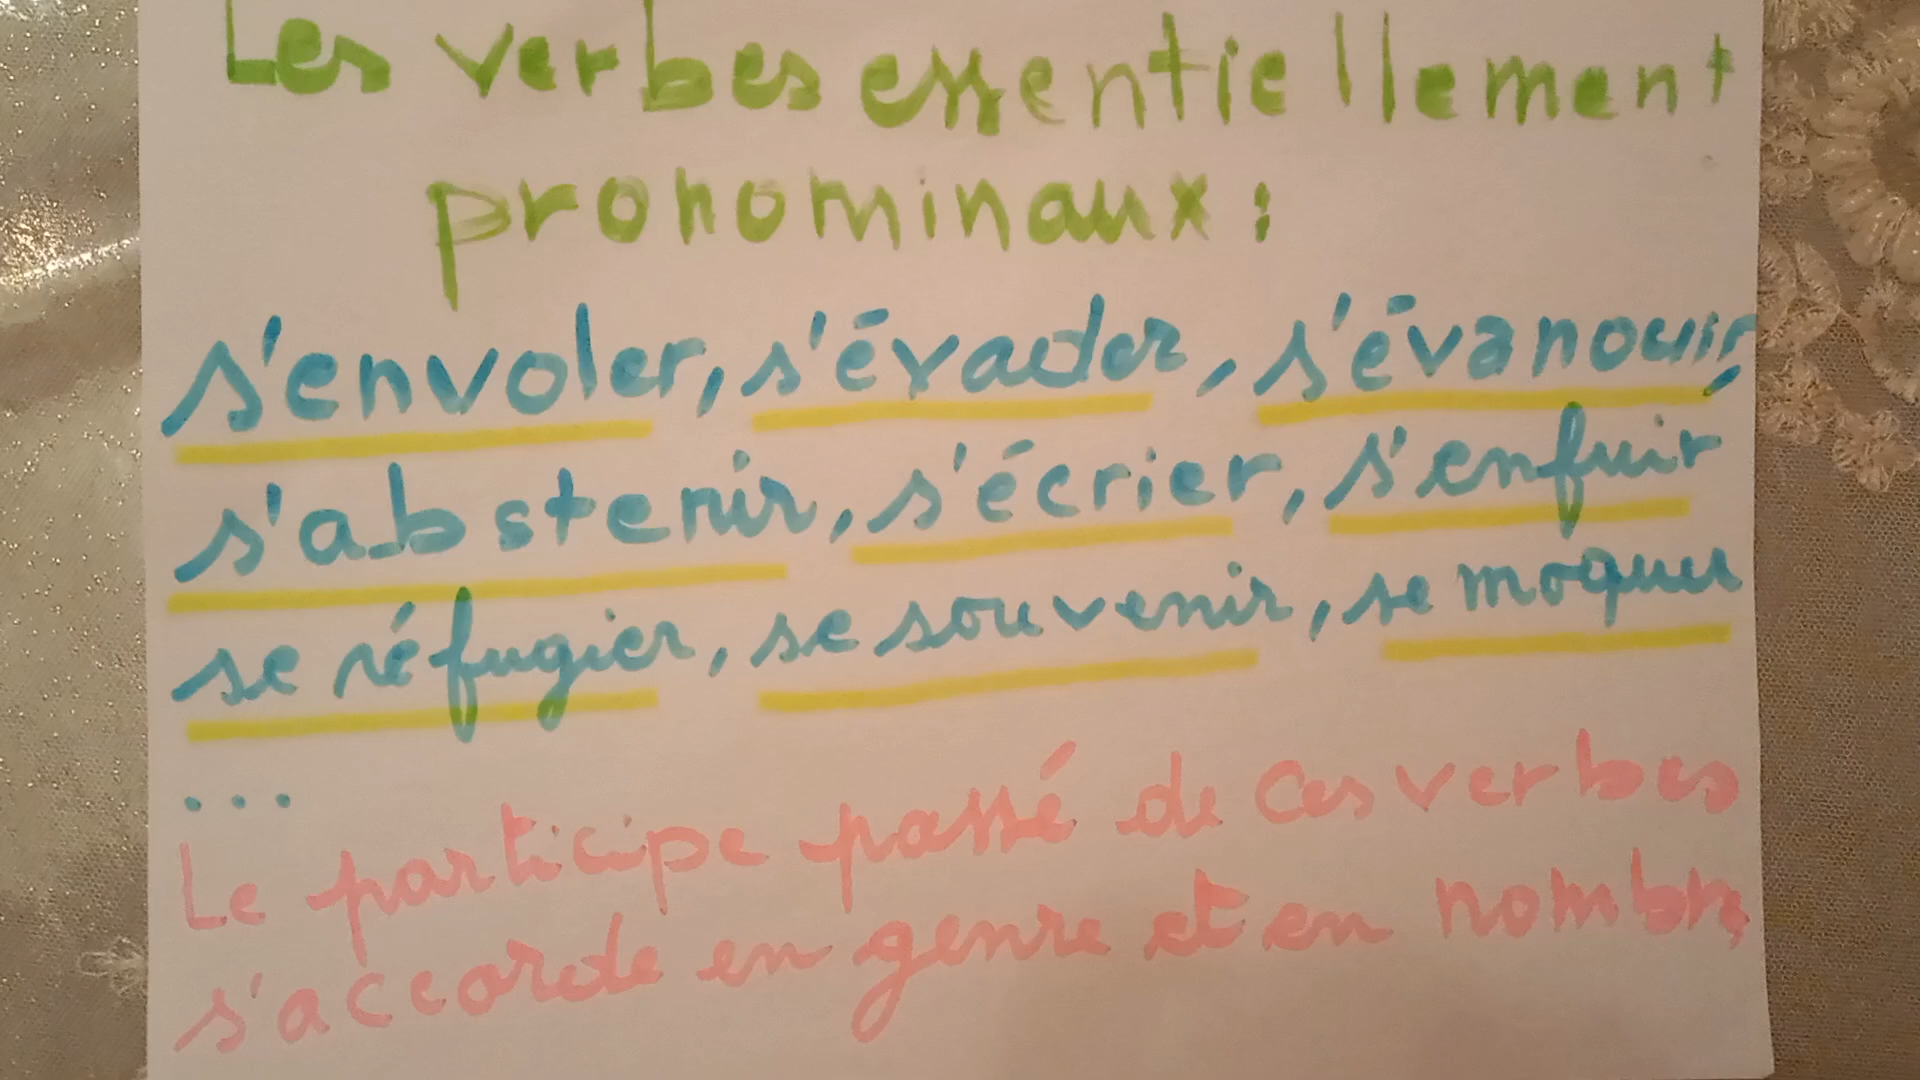 Les verbes essentiellement
pronominaux :
s'envoler, s'évader, s'évanouir,
s'abstenir, s'écrier, s'enfuir
se réfugier, se souvenir, se moquer
...
Le participe passé de ces verbes
s'accorde en genre et en nombre